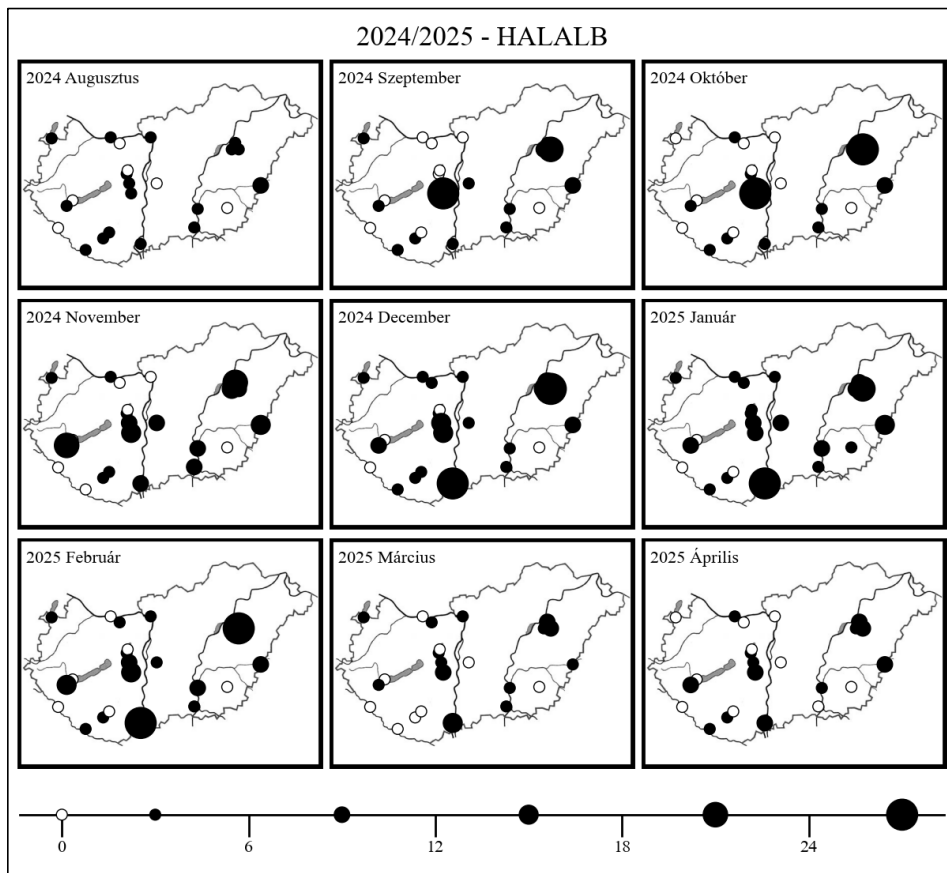 2024/2025 - HALALB
2024 Augusztus
2024 Szeptember
2024 Október
2024 November
2024 December
2025 Január
2025 Február
2025 Március
2025 Április
0 6 12 18 24